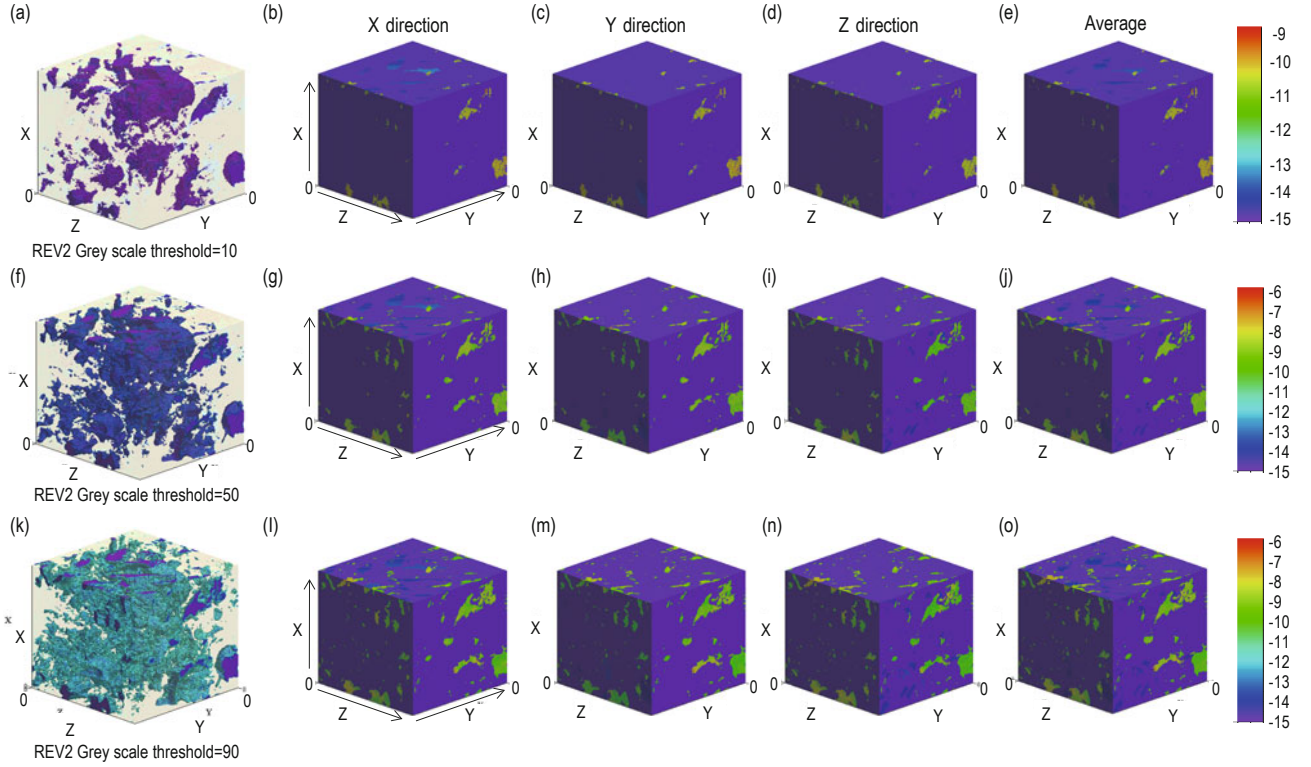 (a) (b) X direction (c) Y direction (d) Z direction (e) Average
-9
-10
-11
-12
-13
-14
-15
X X X X X
0 0 0 0 0 0 0 0 0 0
Z Y Z Y Z Y Z Y Z Y
REV2 Grey scale threshold=10
(f) (g) (h) (i) (j)
-6
-7
-8
-9
-10
-11
-12
-13
-14
-15
X X X X X
0 0 0 0 0 0 0 0 0 0
Z Y Z Y Z Y Z Y Z Y
REV2 Grey scale threshold=50
(k) (l) (m) (n) (o)
-6
-7
-8
-9
-10
-11
-12
-13
-14
-15
x X X X X X
0 0 0 0 0 0 0 0 0 0
Z Y Z Y Z Y Z Y Z Y
REV2 Grey scale threshold=90